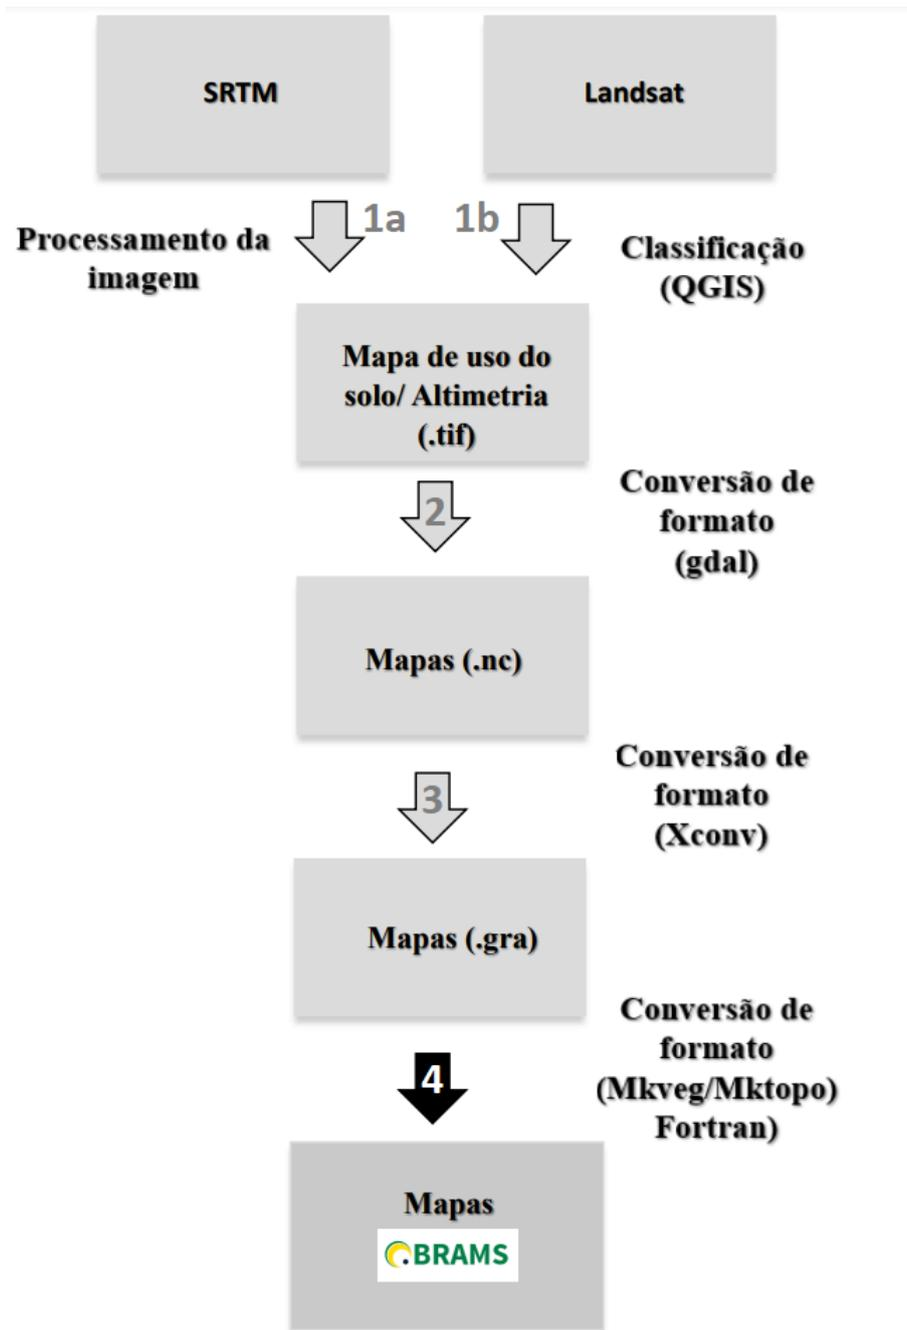 SRTM
Landsat
1a
1b
Processamento da
imagem
Classificação
(QGIS)
Mapa de uso do
solo/ Altimetria
(.tif)
2
Conversão de
formato
(gdal)
Mapas (.nc)
3
Conversão de
formato
(Xconv)
Mapas (.gra)
4
Conversão de
formato
(Mkveg/Mktopo)
Fortran)
Mapas
BRAMS